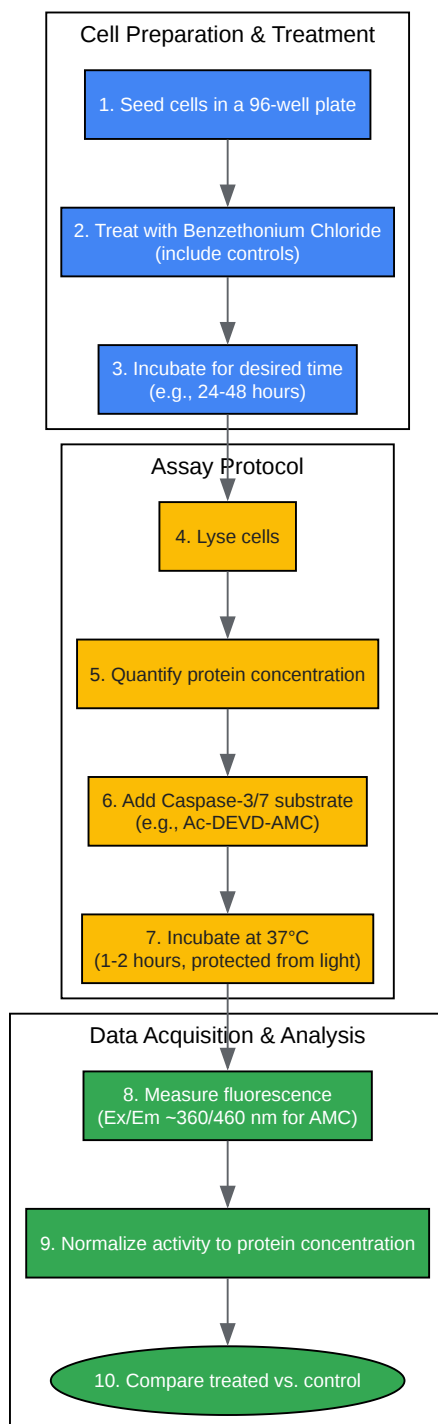 Cell Preparation & Treatment
1. Seed cells in a 96-well plate
2. Treat with Benzethonium Chloride
(include controls)
3. Incubate for desired time
(e.g., 24-48 hours)
Assay Protocol
4. Lyse cells
5. Quantify protein concentration
6. Add Caspase-3/7 substrate
(e.g., Ac-DEVD-AMC)
7. Incubate at 37°C
(1-2 hours, protected from light)
Data Acquisition & Analysis
8. Measure fluorescence
(Ex/Em ~360/460 nm for AMC)
9. Normalize activity to protein concentration
10. Compare treated vs. control